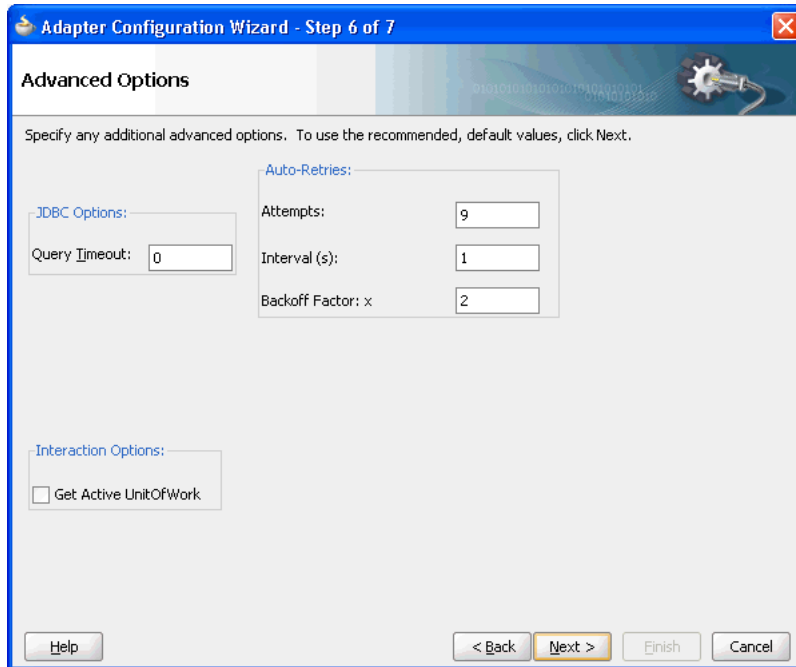 Adapter Configuration Wizard - Step 6 of 7
Advanced Options
Specify any additional advanced options. To use the recommended, default values, click Next.
JDBC Options:
Query Timeout: 0
Auto-Retries:
Attempts: 9
Interval (s): 1
Backoff Factor: x 2
Interaction Options:
Get Active UnitOfWork
Help
< Back
Next >
Finish
Cancel